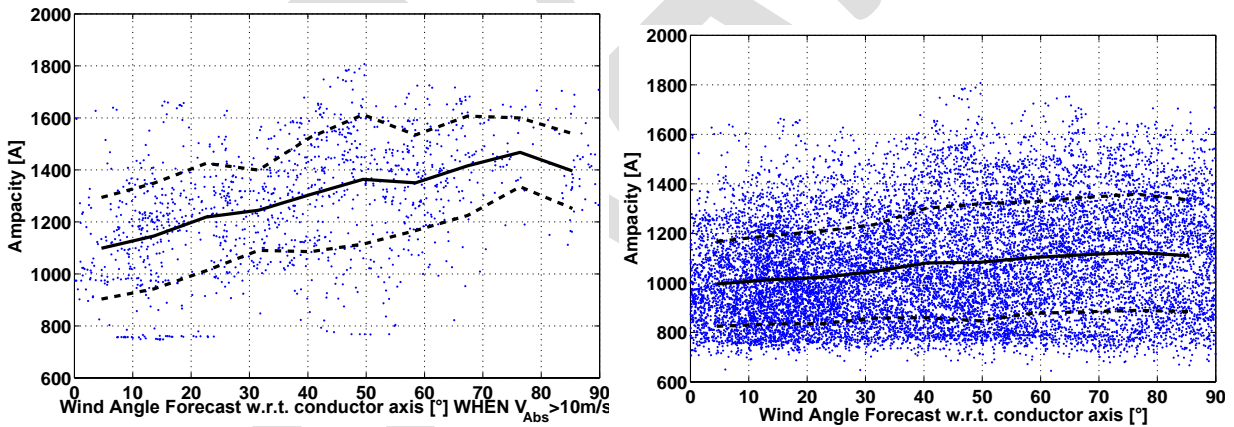 2000
1800
1600
1400
1200
1000
800
600
Ampacity [A]
0 10 20 30 40 50 60 70 80 90
Wind Angle Forecast w.r.t. conductor axis [°] WHEN V_Abs>10m/s
2000
1800
1600
1400
1200
1000
800
600
Ampacity [A]
0 10 20 30 40 50 60 70 80 90
Wind Angle Forecast w.r.t. conductor axis [°]